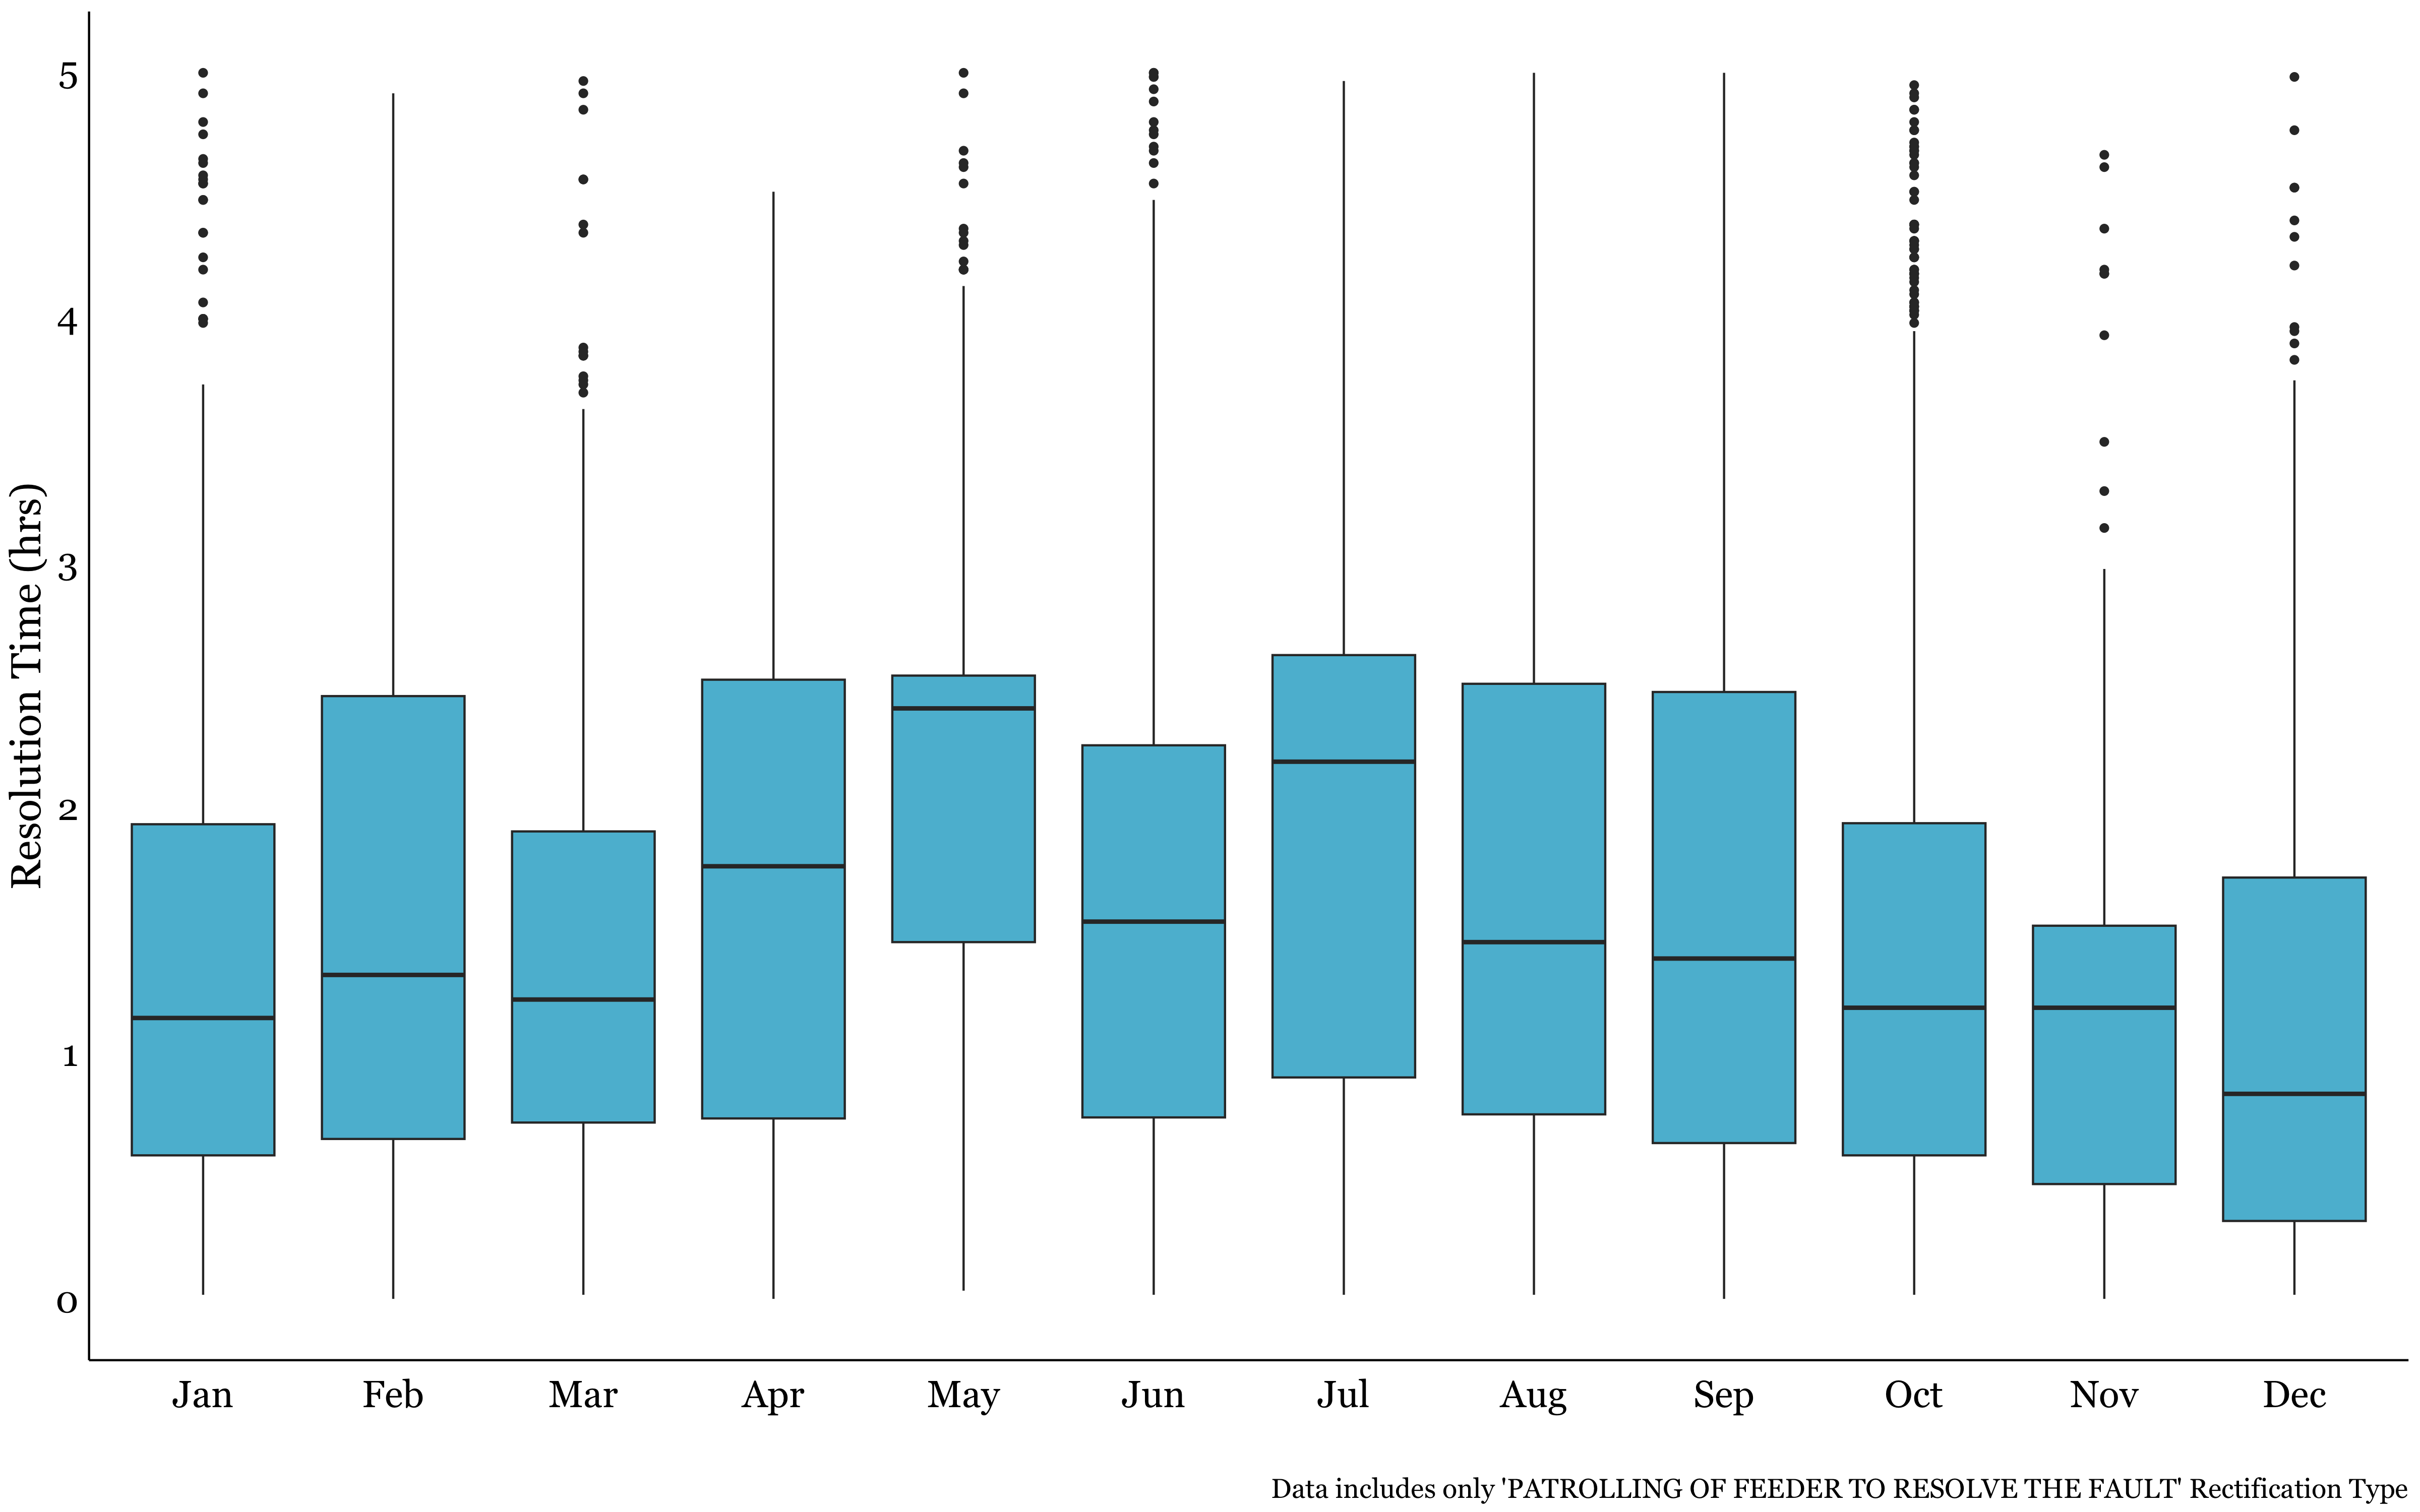 Resolution Time (hrs)
5
4
3
2
1
0
Jan Feb Mar Apr May Jun Jul Aug Sep Oct Nov Dec
Data includes only 'PATROLLING OF FEEDER TO RESOLVE THE FAULT' Rectification Type